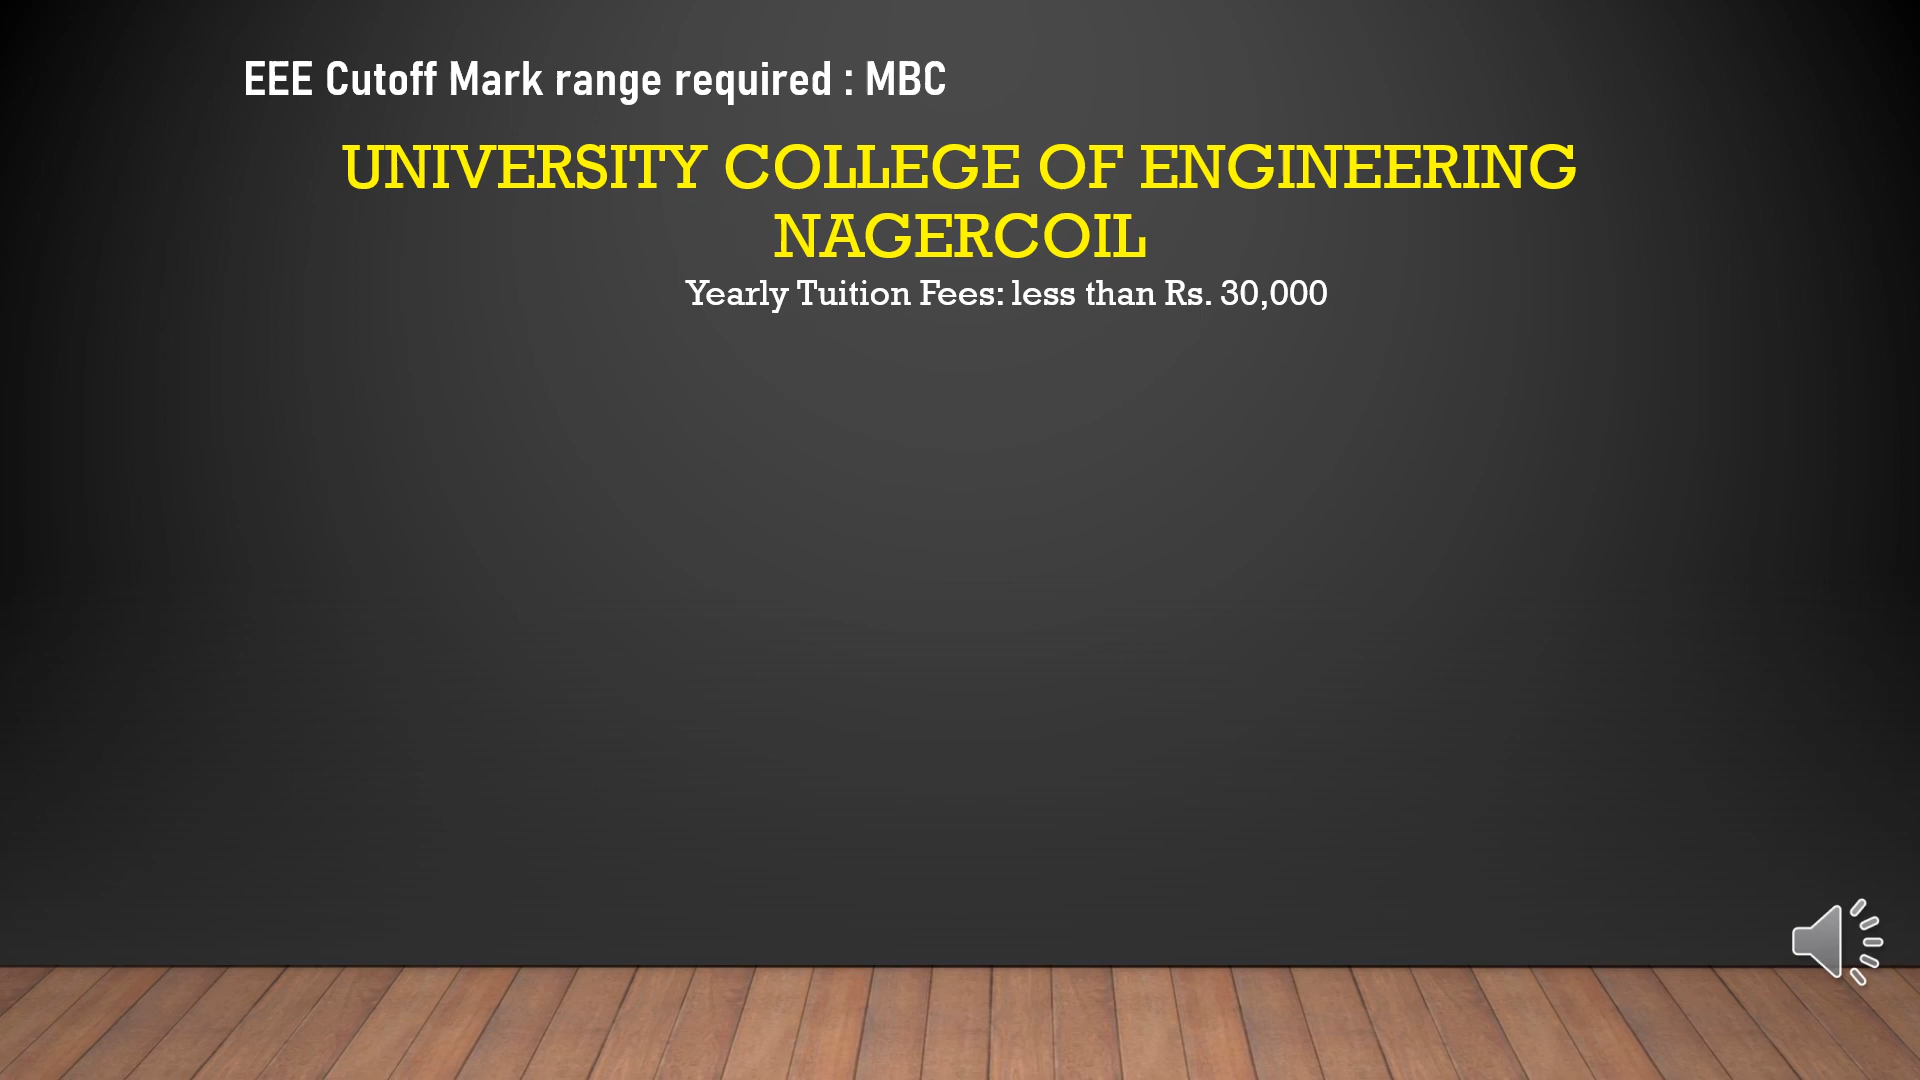 EEE Cutoff Mark range required : MBC
UNIVERSITY COLLEGE OF ENGINEERING
NAGERCOIL
Yearly Tuition Fees: less than Rs. 30,000